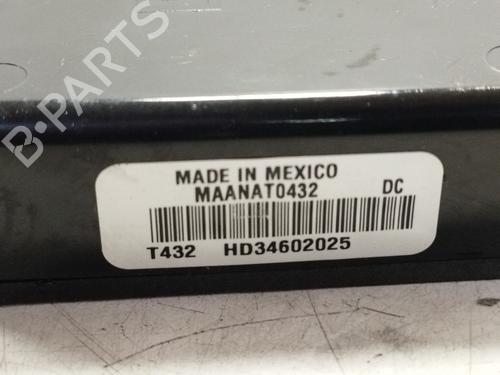 B-PARTS
MADE IN MEXICO
MAANAT0432 DC
T432 HD34602025